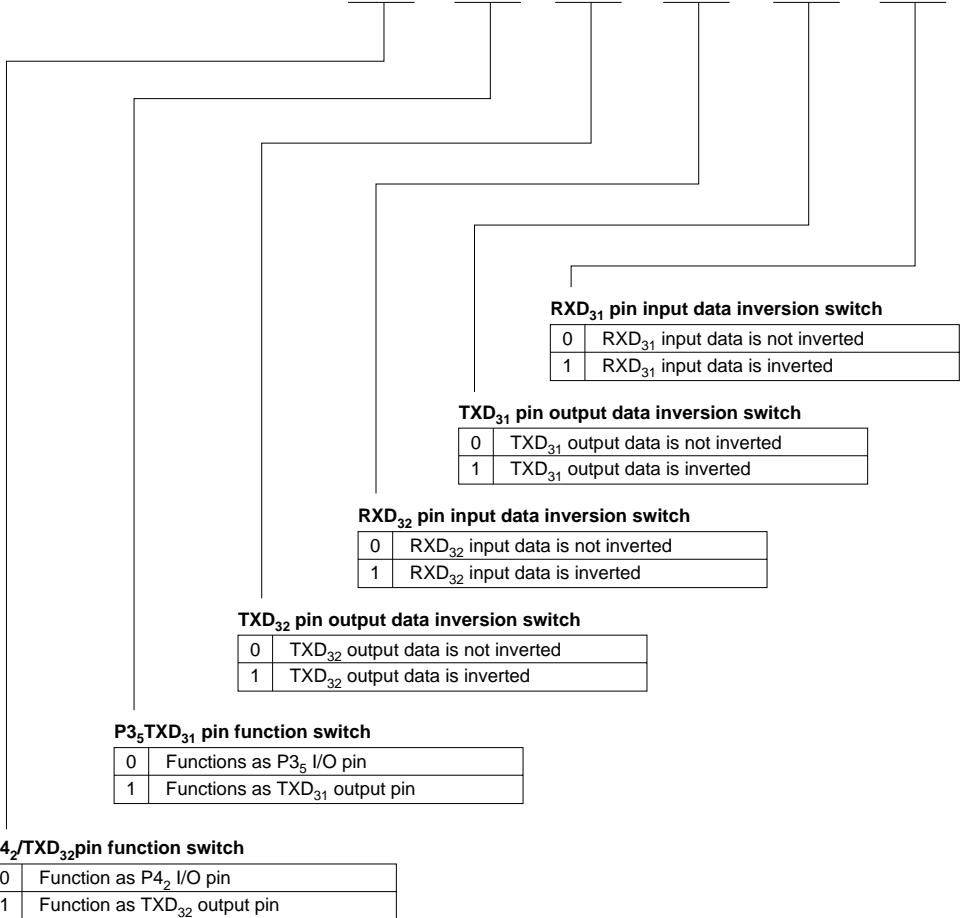 RXD₃₁ pin input data inversion switch
0 RXD₃₁ input data is not inverted
1 RXD₃₁ input data is inverted
TXD₃₁ pin output data inversion switch
0 TXD₃₁ output data is not inverted
1 TXD₃₁ output data is inverted
RXD₃₂ pin input data inversion switch
0 RXD₃₂ input data is not inverted
1 RXD₃₂ input data is inverted
TXD₃₂ pin output data inversion switch
0 TXD₃₂ output data is not inverted
1 TXD₃₂ output data is inverted
P3₅TXD₃₁ pin function switch
0 Functions as P3₅ I/O pin
1 Functions as TXD₃₁ output pin
4₂/TXD₃₂pin function switch
0 Function as P4₂ I/O pin
1 Function as TXD₃₂ output pin